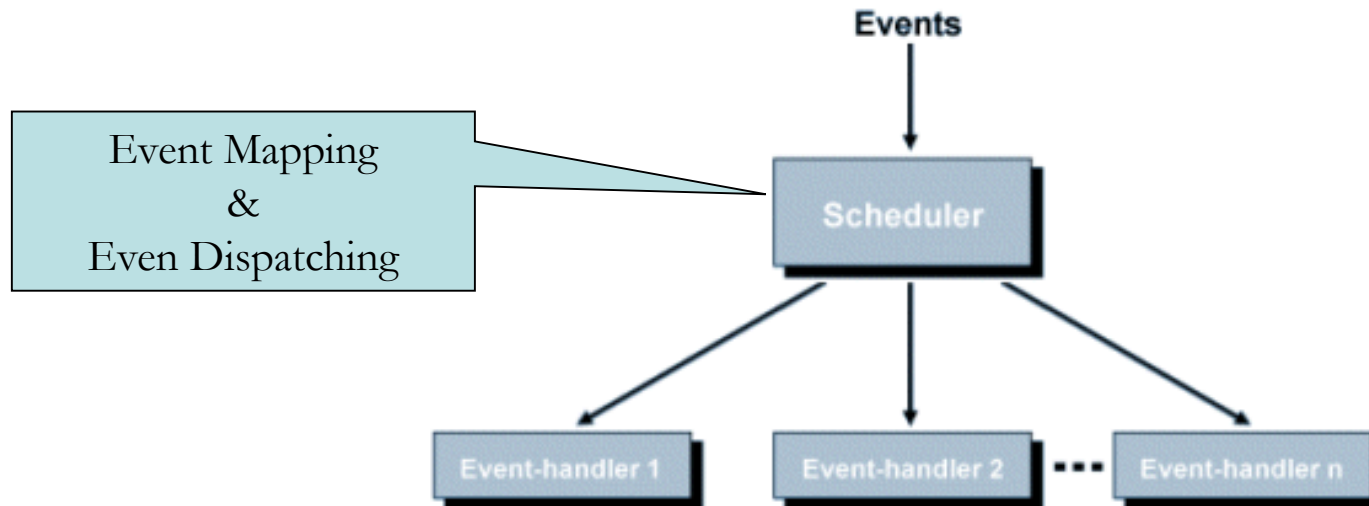 Events
Event Mapping
&
Even Dispatching
Scheduler
Event-handler 1
Event-handler 2
Event-handler n